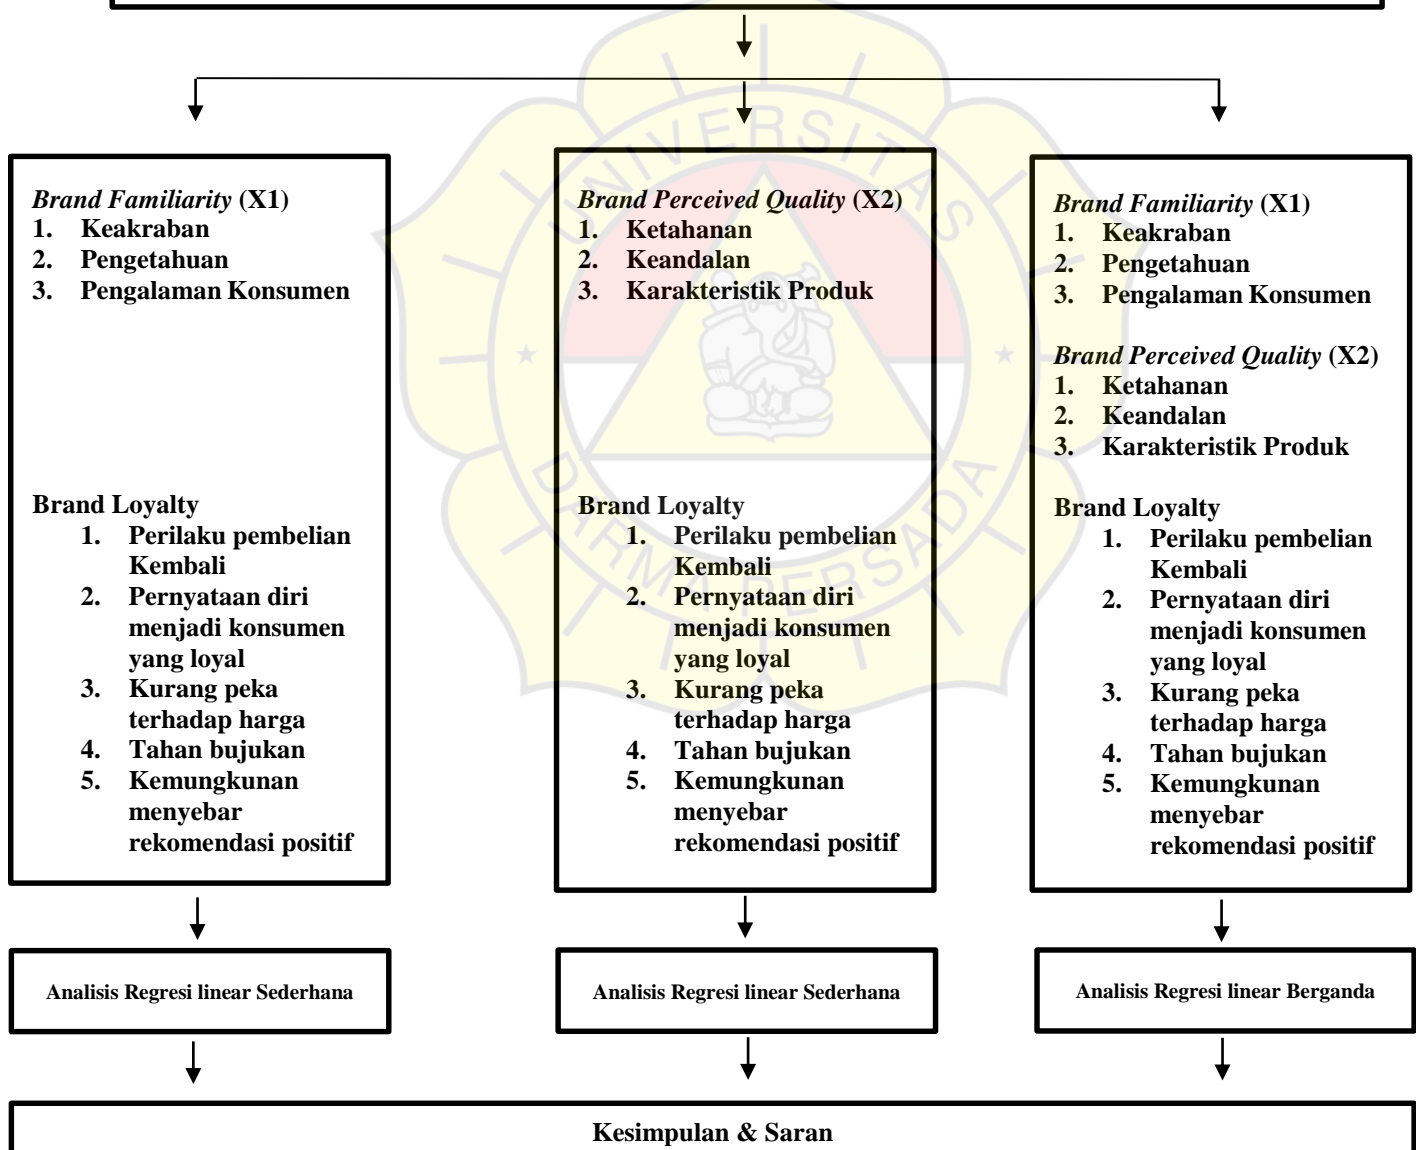 UNIVERSITAS
DARMA PERSADA
Brand Familiarity (X1)
1. Keakraban
2. Pengetahuan
3. Pengalaman Konsumen
Brand Loyalty
1. Perilaku pembelian
Kembali
2. Pernyataan diri
menjadi konsumen
yang loyal
3. Kurang peka
terhadap harga
4. Tahan bujukan
5. Kemungkunan
menyebar
rekomendasi positif
Brand Perceived Quality (X2)
1. Ketahanan
2. Keandalan
3. Karakteristik Produk
Brand Loyalty
1. Perilaku pembelian
Kembali
2. Pernyataan diri
menjadi konsumen
yang loyal
3. Kurang peka
terhadap harga
4. Tahan bujukan
5. Kemungkunan
menyebar
rekomendasi positif
Brand Familiarity (X1)
1. Keakraban
2. Pengetahuan
3. Pengalaman Konsumen
Brand Perceived Quality (X2)
1. Ketahanan
2. Keandalan
3. Karakteristik Produk
Brand Loyalty
1. Perilaku pembelian
Kembali
2. Pernyataan diri
menjadi konsumen
yang loyal
3. Kurang peka
terhadap harga
4. Tahan bujukan
5. Kemungkunan
menyebar
rekomendasi positif
Analisis Regresi linear Sederhana
Analisis Regresi linear Sederhana
Analisis Regresi linear Berganda
Kesimpulan & Saran